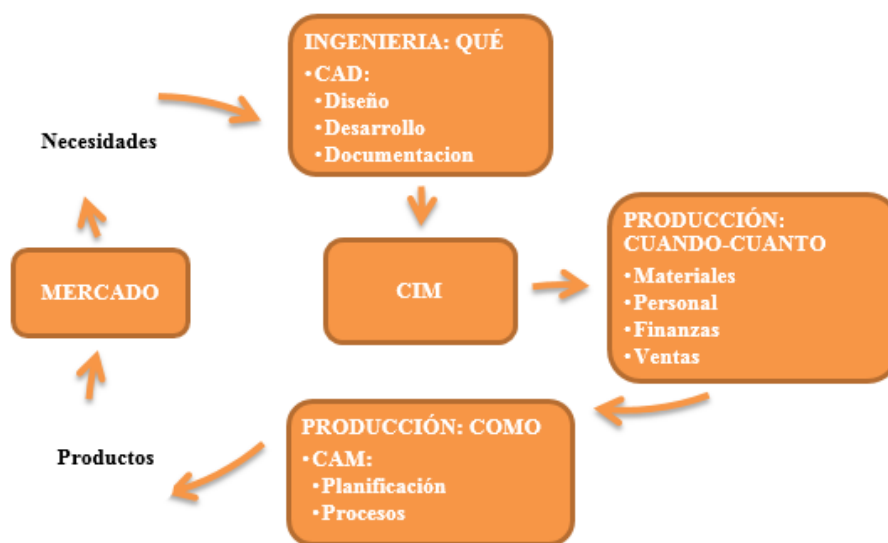 INGENIERIA: QUÉ
•CAD:
•Diseño
•Desarrollo
•Documentacion
Necesidades
PRODUCCIÓN:
CUANDO-CUANTO
•Materiales
•Personal
•Finanzas
•Ventas
MERCADO
CIM
PRODUCCIÓN: COMO
•CAM:
•Planificación
•Procesos
Productos